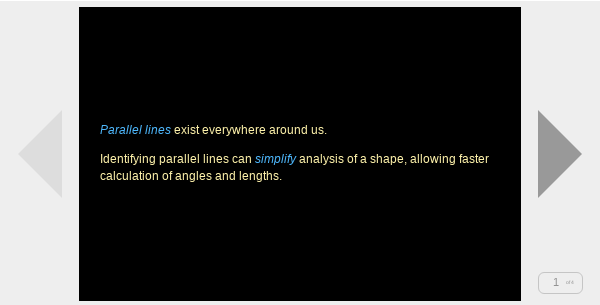 Parallel lines exist everywhere around us.
Identifying parallel lines can simplify analysis of a shape, allowing faster
calculation of angles and lengths.
1